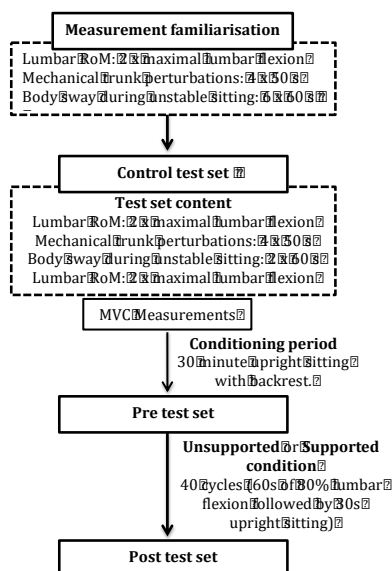 Measurement familiarisation
Lumbar RoM: 2 x maximal lumbar flexion
Mechanical trunk perturbations: 4 x 50 s
Body sway during unstable sitting: 6 x 60 s
Control test set
Test set content
Lumbar RoM: 2 x maximal lumbar flexion
Mechanical trunk perturbations: 4 x 50 s
Body sway during unstable sitting: 2 x 60 s
Lumbar RoM: 2 x maximal lumbar flexion
MVC Measurements
Conditioning period
30 minute upright sitting
with backrest.
Pre test set
Unsupported or Supported
condition
40 cycles (60s of 80% lumbar
flexion followed by 30s
upright sitting)
Post test set